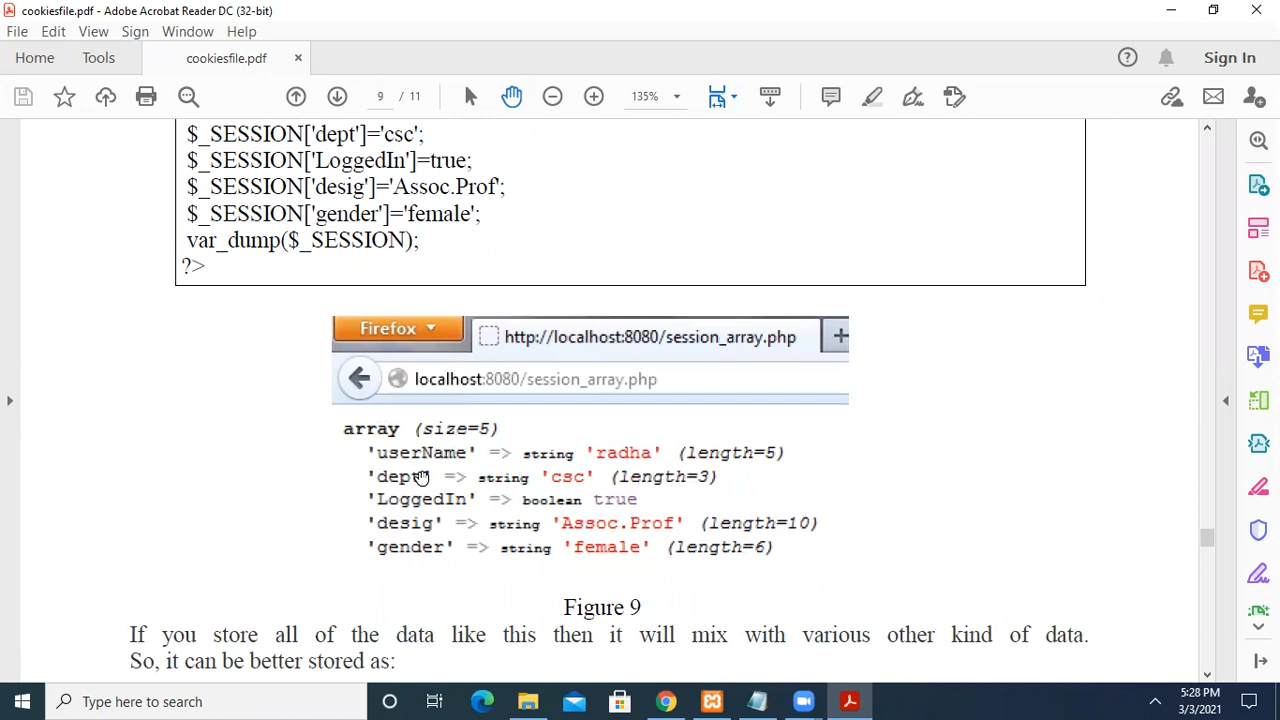 cookiesfile.pdf - Adobe Acrobat Reader DC (32-bit)
File Edit View Sign Window Help
Home Tools cookiesfile.pdf × Sign In
9 / 11 135%
$_SESSION['dept']='csc';
$_SESSION['LoggedIn']=true;
$_SESSION['desig']='Assoc.Prof';
$_SESSION['gender']='female';
var_dump($_SESSION);
?>
Firefox http://localhost:8080/session_array.php +
localhost:8080/session_array.php
array (size=5)
'userName' => string 'radha' (length=5)
'dept' => string 'csc' (length=3)
'LoggedIn' => boolean true
'desig' => string 'Assoc.Prof' (length=10)
'gender' => string 'female' (length=6)
Figure 9
If you store all of the data like this then it will mix with various other kind of data.
So, it can be better stored as:
Type here to search
5:28 PM
3/3/2021